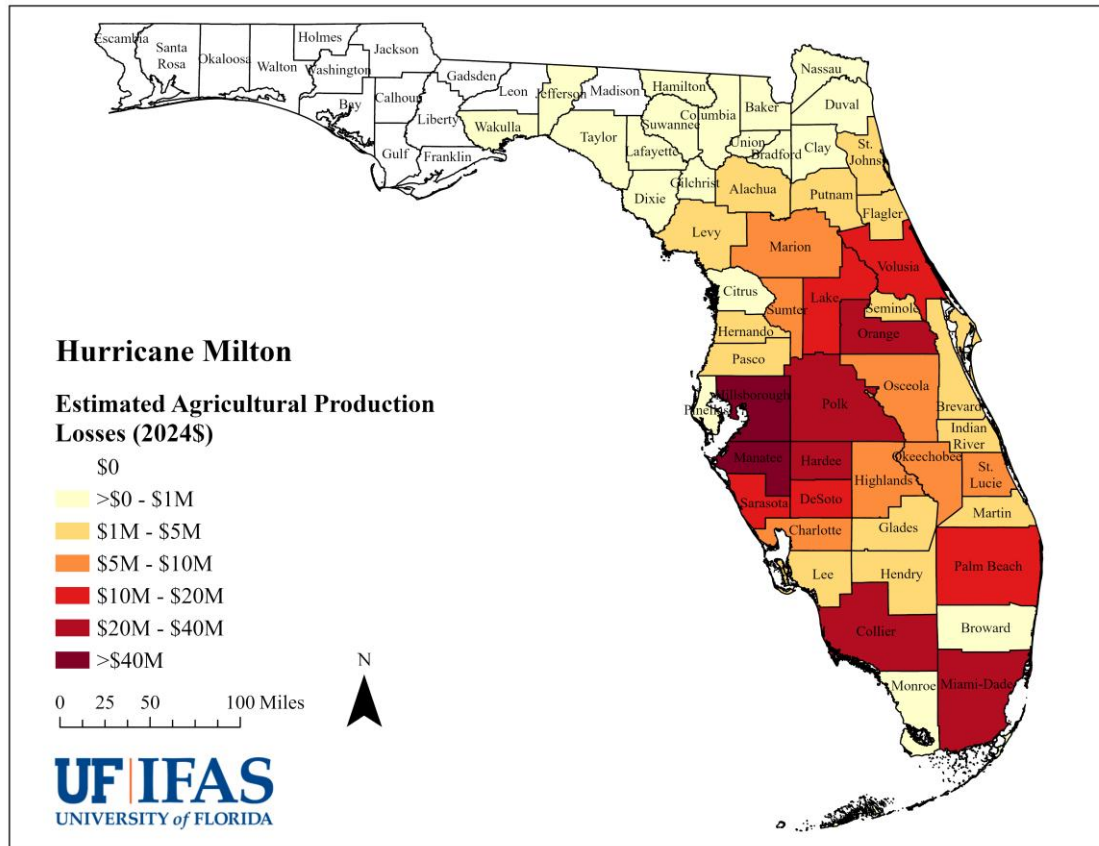 Escambia
Santa
Rosa
Okaloosa
Walton
Holmes
Washington
Jackson
Bay
Calhoun
Gulf
Gadsden
Liberty
Franklin
Leon
Wakulla
Jefferson
Madison
Taylor
Hamilton
Suwannee
Lafayette
Dixie
Columbia
Gilchrist
Baker
Union
Bradford
Nassau
Duval
Clay
St.
Johns
Alachua
Putnam
Flagler
Levy
Marion
Volusia
Citrus
Sumter
Lake
Seminole
Orange
Hernando
Pasco
Pinellas
Hillsborough
Polk
Osceola
Brevard
Indian
River
Manatee
Hardee
Highlands
Okeechobee
St.
Lucie
Sarasota
DeSoto
Martin
Charlotte
Glades
Lee
Hendry
Palm Beach
Collier
Broward
Monroe
Miami-Dade
Hurricane Milton
Estimated Agricultural Production
Losses (2024$)
$0
>$0 - $1M
$1M - $5M
$5M - $10M
$10M - $20M
$20M - $40M
>$40M
N
0 25 50 100 Miles
UF|IFAS
UNIVERSITY of FLORIDA